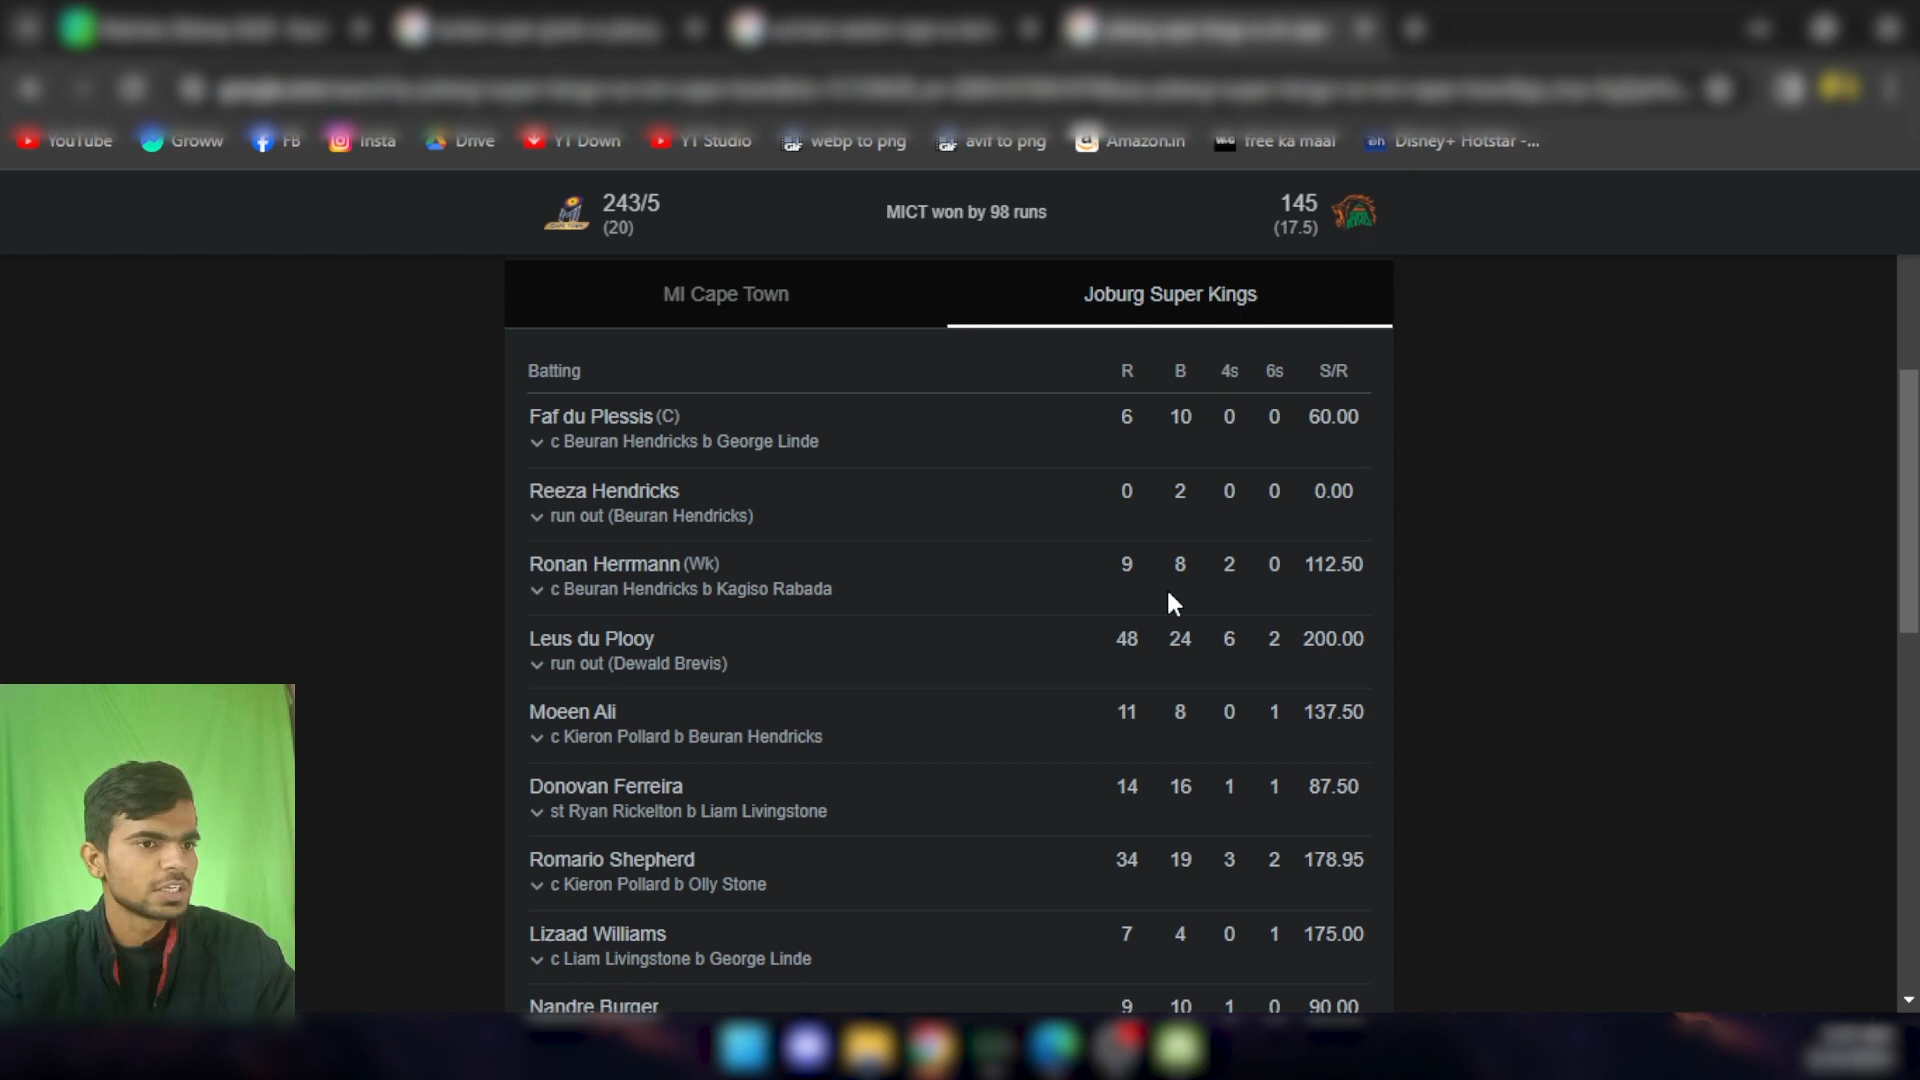 YouTube Groww FB Insta Drive YT Down YT Studio webp to png avif to png Amazon.in free ka maal Disney+ Hotstar -...
243/5 MICT won by 98 runs 145
(20) (17.5)
MI Cape Town Joburg Super Kings
Batting R B 4s 6s S/R
Faf du Plessis (C) 6 10 0 0 60.00
c Beuran Hendricks b George Linde
Reeza Hendricks 0 2 0 0 0.00
run out (Beuran Hendricks)
Ronan Herrmann (Wk) 9 8 2 0 112.50
c Beuran Hendricks b Kagiso Rabada
Leus du Plooy 48 24 6 2 200.00
run out (Dewald Brevis)
Moeen Ali 11 8 0 1 137.50
c Kieron Pollard b Beuran Hendricks
Donovan Ferreira 14 16 1 1 87.50
st Ryan Rickelton b Liam Livingstone
Romario Shepherd 34 19 3 2 178.95
c Kieron Pollard b Olly Stone
Lizaad Williams 7 4 0 1 175.00
c Liam Livingstone b George Linde
Nandre Burger 9 10 1 0 90.00